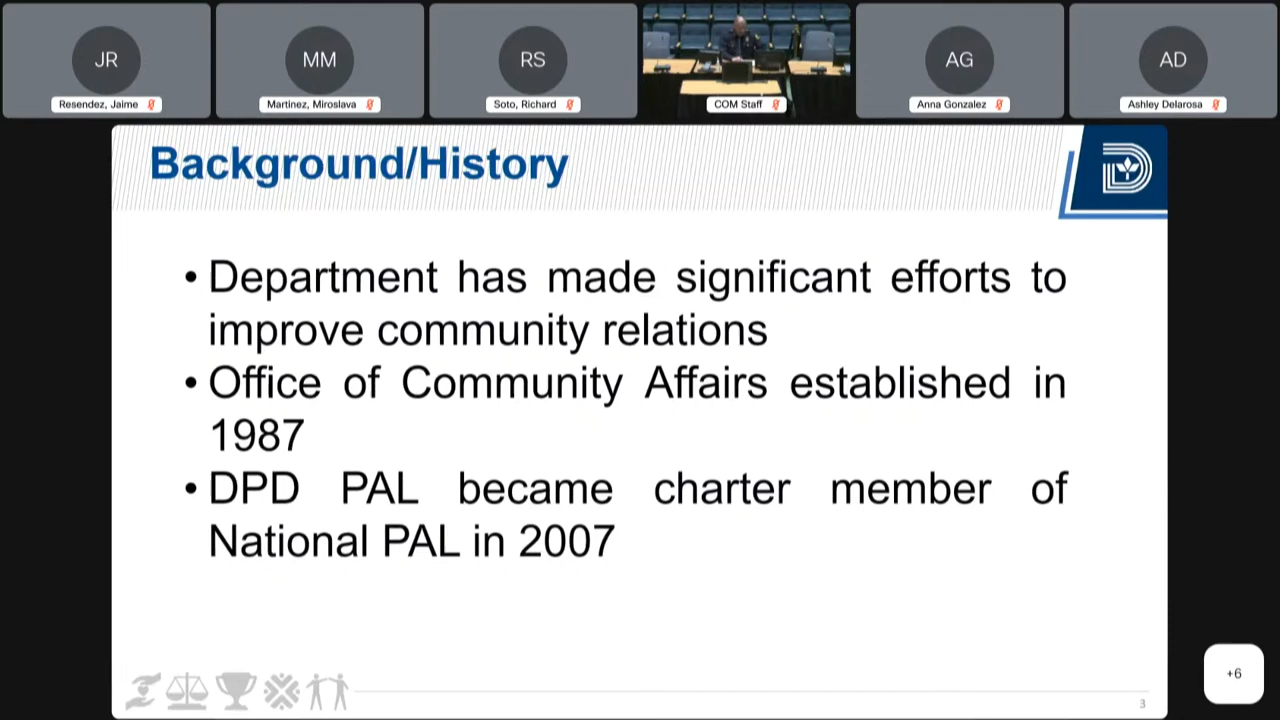 JR
MM
RS
AG
AD
Resendez, Jaime
Martinez, Miroslava
Soto, Richard
COM Staff
Anna Gonzalez
Ashley Delarosa
Background/History
• Department has made significant efforts to
improve community relations
• Office of Community Affairs established in
1987
• DPD PAL became charter member of
National PAL in 2007
3
+6